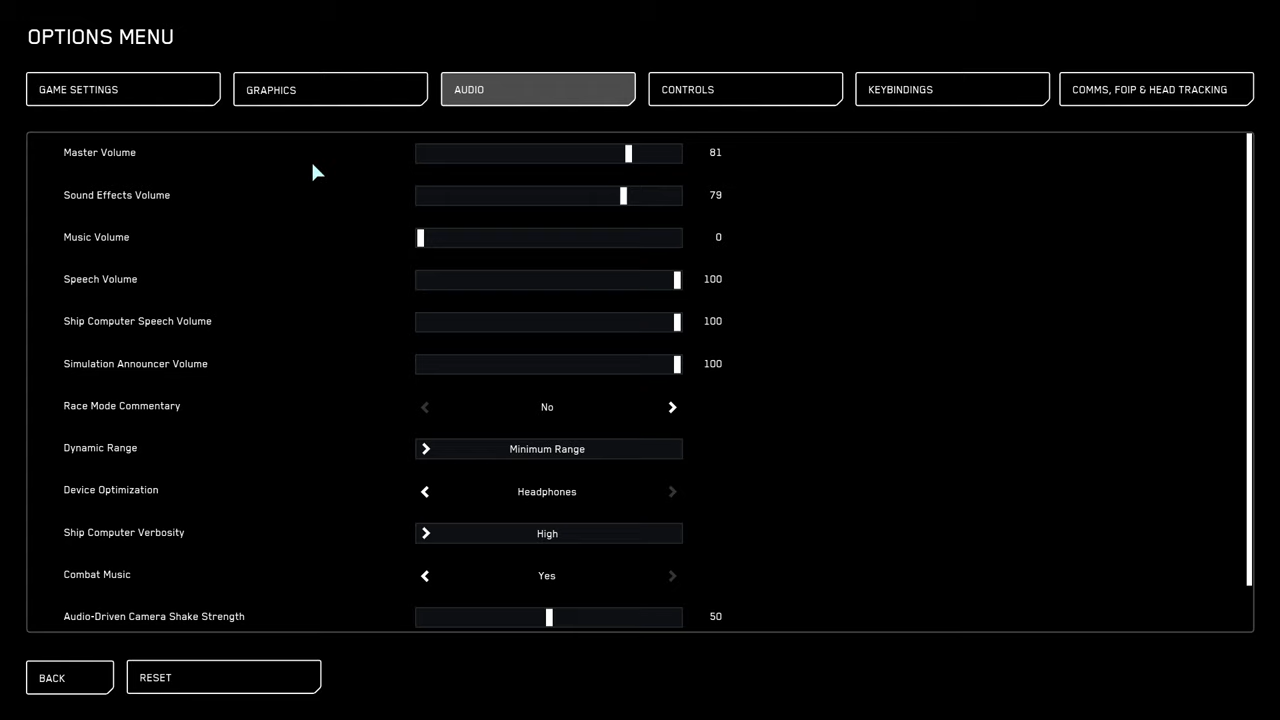 OPTIONS MENU
GAME SETTINGS
GRAPHICS
AUDIO
CONTROLS
KEYBINDINGS
COMMS, FOIP & HEAD TRACKING
Master Volume 81
Sound Effects Volume 79
Music Volume 0
Speech Volume 100
Ship Computer Speech Volume 100
Simulation Announcer Volume 100
Race Mode Commentary No
Dynamic Range Minimum Range
Device Optimization Headphones
Ship Computer Verbosity High
Combat Music Yes
Audio-Driven Camera Shake Strength 50
BACK
RESET